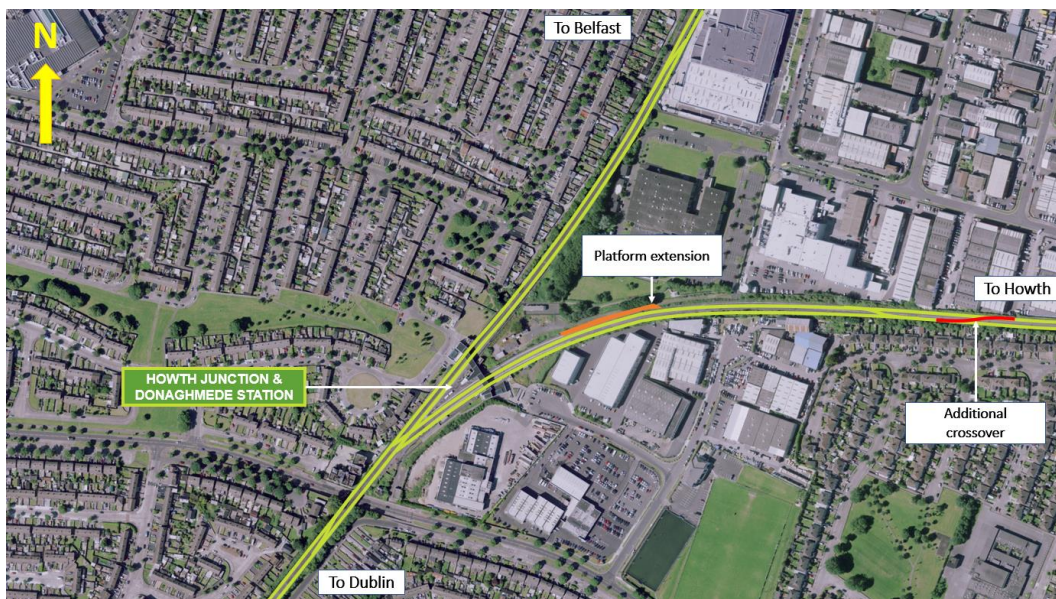 N
To Belfast
Platform extension
To Howth
HOWTH JUNCTION &
DONAGHMEDE STATION
Additional
crossover
To Dublin